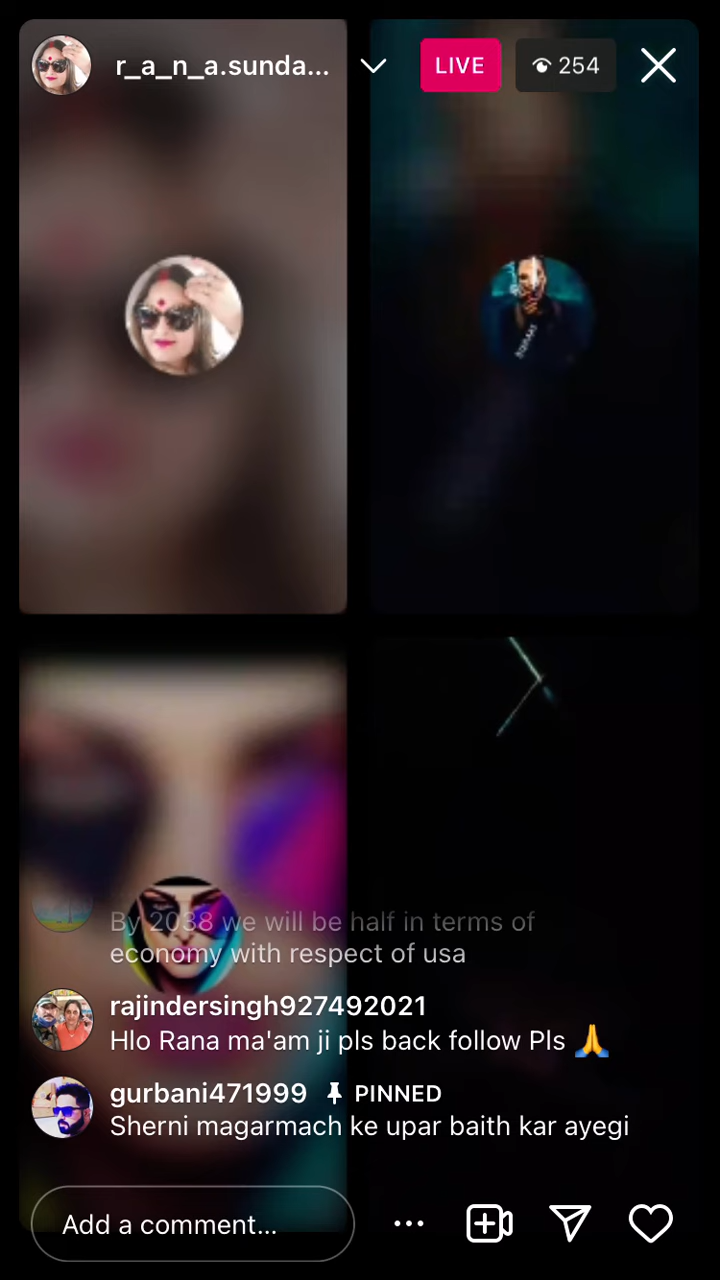 r_a_n_a.sunda...
LIVE
254
By 2038 we will be half in terms of
economy with respect of usa
rajindersingh927492021
Hlo Rana ma'am ji pls back follow Pls 🙏
gurbani471999 PINNED
Sherni magarmach ke upar baith kar ayegi
Add a comment...